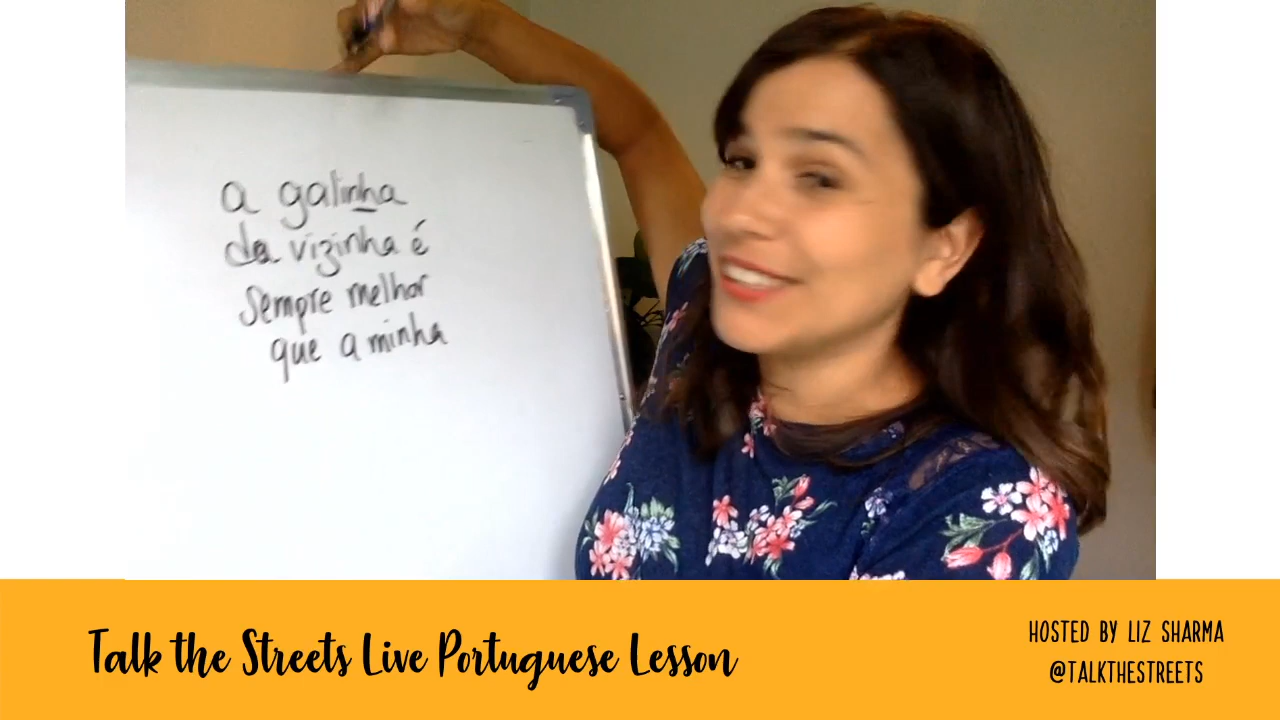 a galinha
da vizinha é
sempre melhor
que a minha
Talk the Streets Live Portuguese Lesson
HOSTED BY LIZ SHARMA
@TALKTHESTREETS